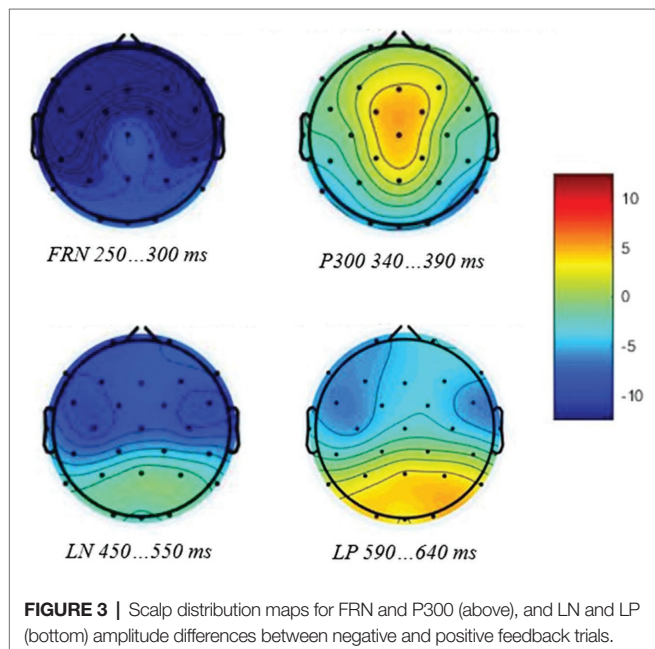 FRN 250...300 ms
P300 340...390 ms
10
5
0
-5
-10
LN 450...550 ms
LP 590...640 ms
FIGURE 3 | Scalp distribution maps for FRN and P300 (above), and LN and LP
(bottom) amplitude differences between negative and positive feedback trials.